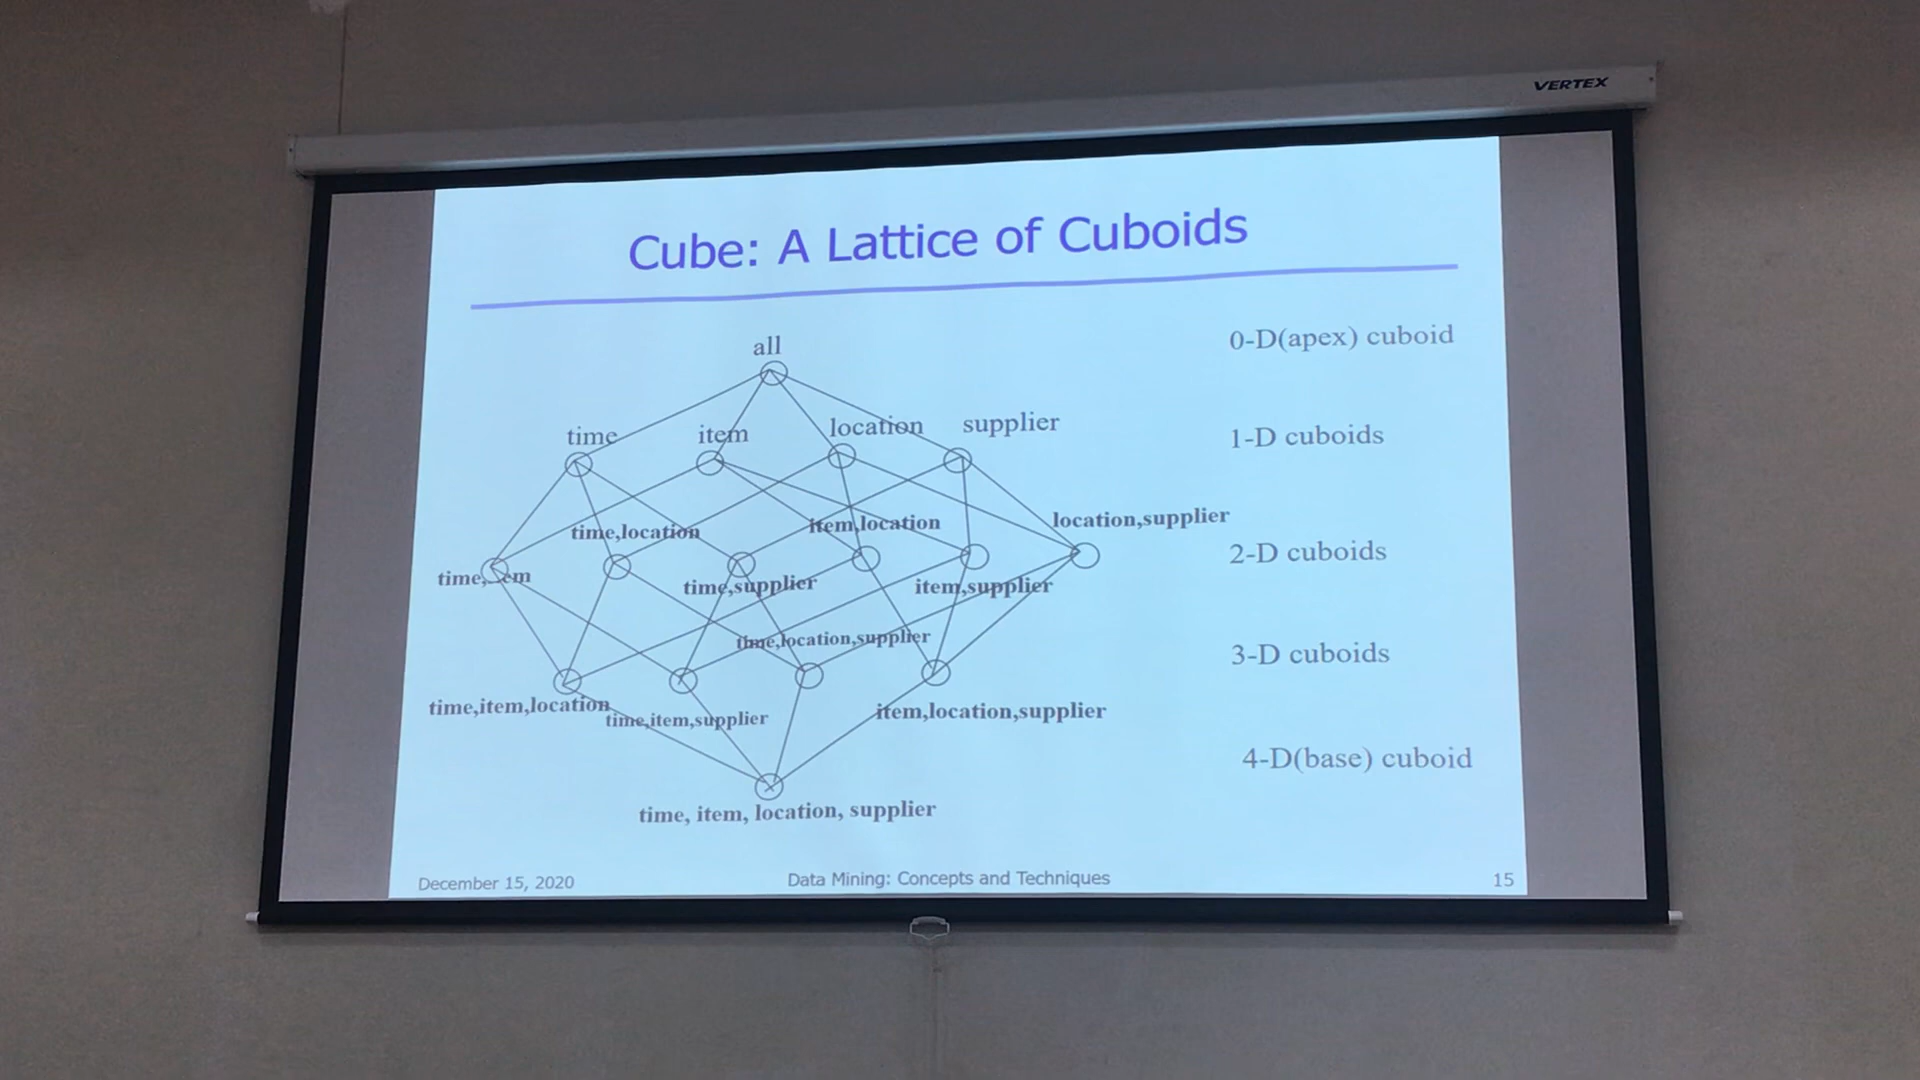 VERTEX
Cube: A Lattice of Cuboids
all
0-D(apex) cuboid
time
item
location
supplier
1-D cuboids
time,location
item,location
location,supplier
time,
time,supplier
item,supplier
2-D cuboids
time,location,supplier
3-D cuboids
time,item,location
time,item,supplier
item,location,supplier
4-D(base) cuboid
time, item, location, supplier
December 15, 2020
Data Mining: Concepts and Techniques
15